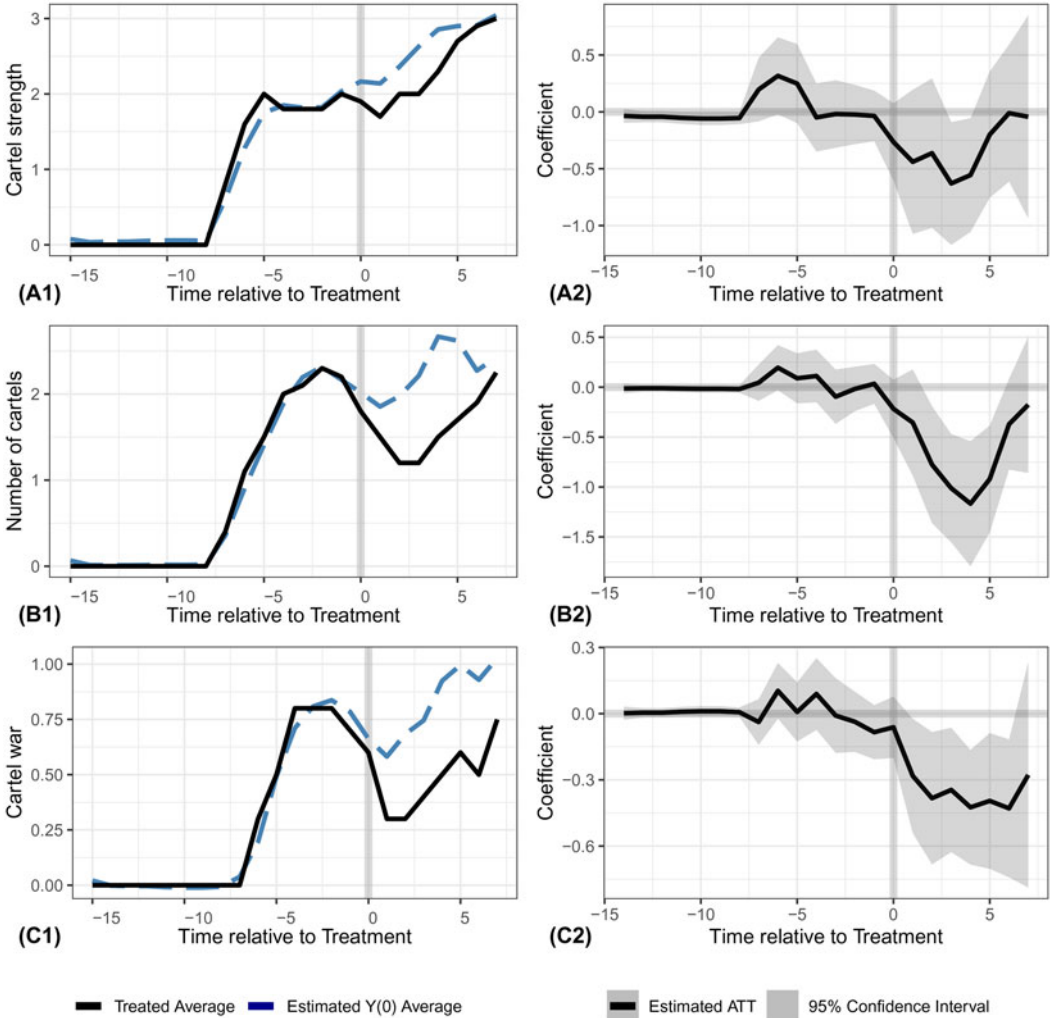 3
2
1
0
Cartel strength
−15
−10
−5
0
5
(A1)
Time relative to Treatment
0.5
0.0
−0.5
−1.0
Coefficient
−15
−10
−5
0
5
(A2)
Time relative to Treatment
2
1
0
Number of cartels
−15
−10
−5
0
5
(B1)
Time relative to Treatment
0.5
0.0
−0.5
−1.0
−1.5
Coefficient
−15
−10
−5
0
5
(B2)
Time relative to Treatment
1.00
0.75
0.50
0.25
0.00
Cartel war
−15
−10
−5
0
5
(C1)
Time relative to Treatment
0.3
0.0
−0.3
−0.6
Coefficient
−15
−10
−5
0
5
(C2)
Time relative to Treatment
Treated Average
Estimated Y(0) Average
Estimated ATT
95% Confidence Interval